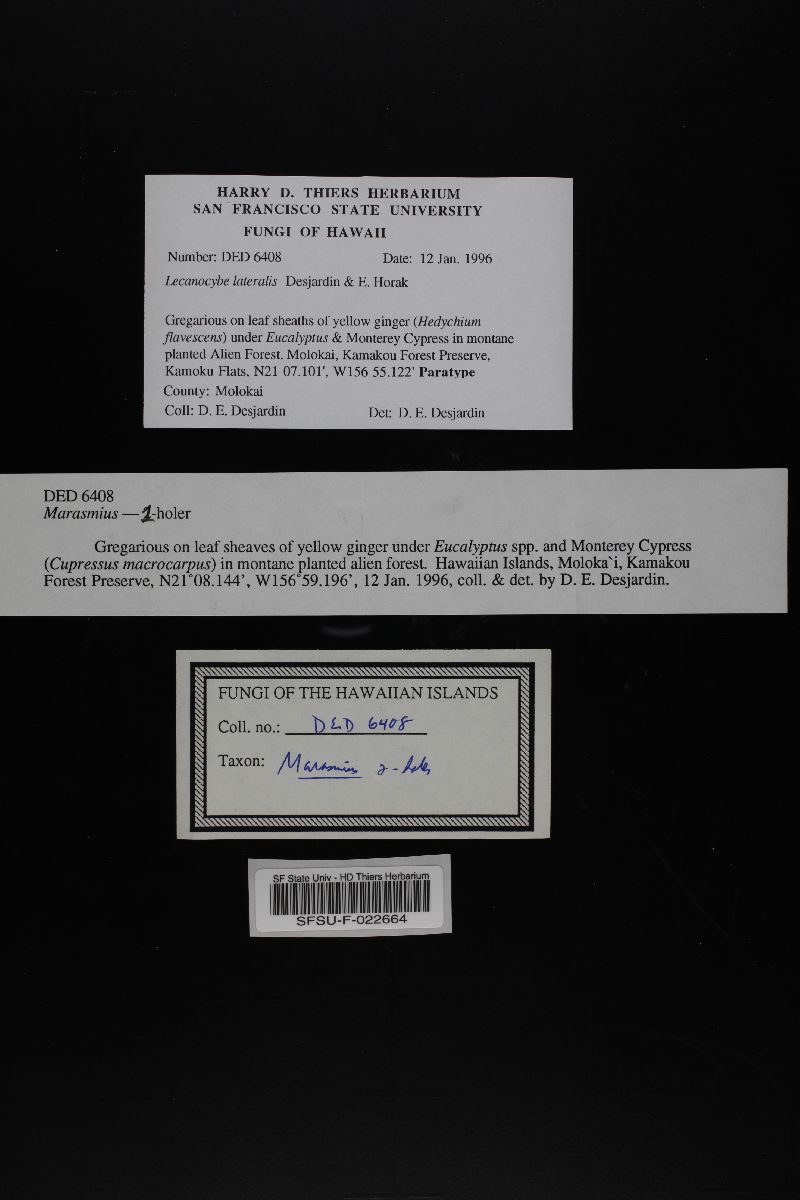 HARRY D. THIERS HERBARIUM
SAN FRANCISCO STATE UNIVERSITY
FUNGI OF HAWAII
Number: DED 6408 Date: 12 Jan. 1996
Lecanocybe lateralis Desjardin & E. Horak
Gregarious on leaf sheaths of yellow ginger (Hedychium
flavescens) under Eucalyptus & Monterey Cypress in montane
planted Alien Forest. Molokai, Kamakou Forest Preserve,
Kamoku Flats, N21 07.101', W156 55.122' Paratype
County: Molokai
Coll: D. E. Desjardin Det: D. E. Desjardin
DED 6408
Marasmius — 2-holer
Gregarious on leaf sheaves of yellow ginger under Eucalyptus spp. and Monterey Cypress
(Cupressus macrocarpus) in montane planted alien forest. Hawaiian Islands, Moloka`i, Kamakou
Forest Preserve, N21°08.144’, W156°59.196’, 12 Jan. 1996, coll. & det. by D. E. Desjardin.
FUNGI OF THE HAWAIIAN ISLANDS
Coll. no.: DED 6408
Taxon: Marasmius 2-holer
SF State Univ - HD Thiers Herbarium
SFSU-F-022664